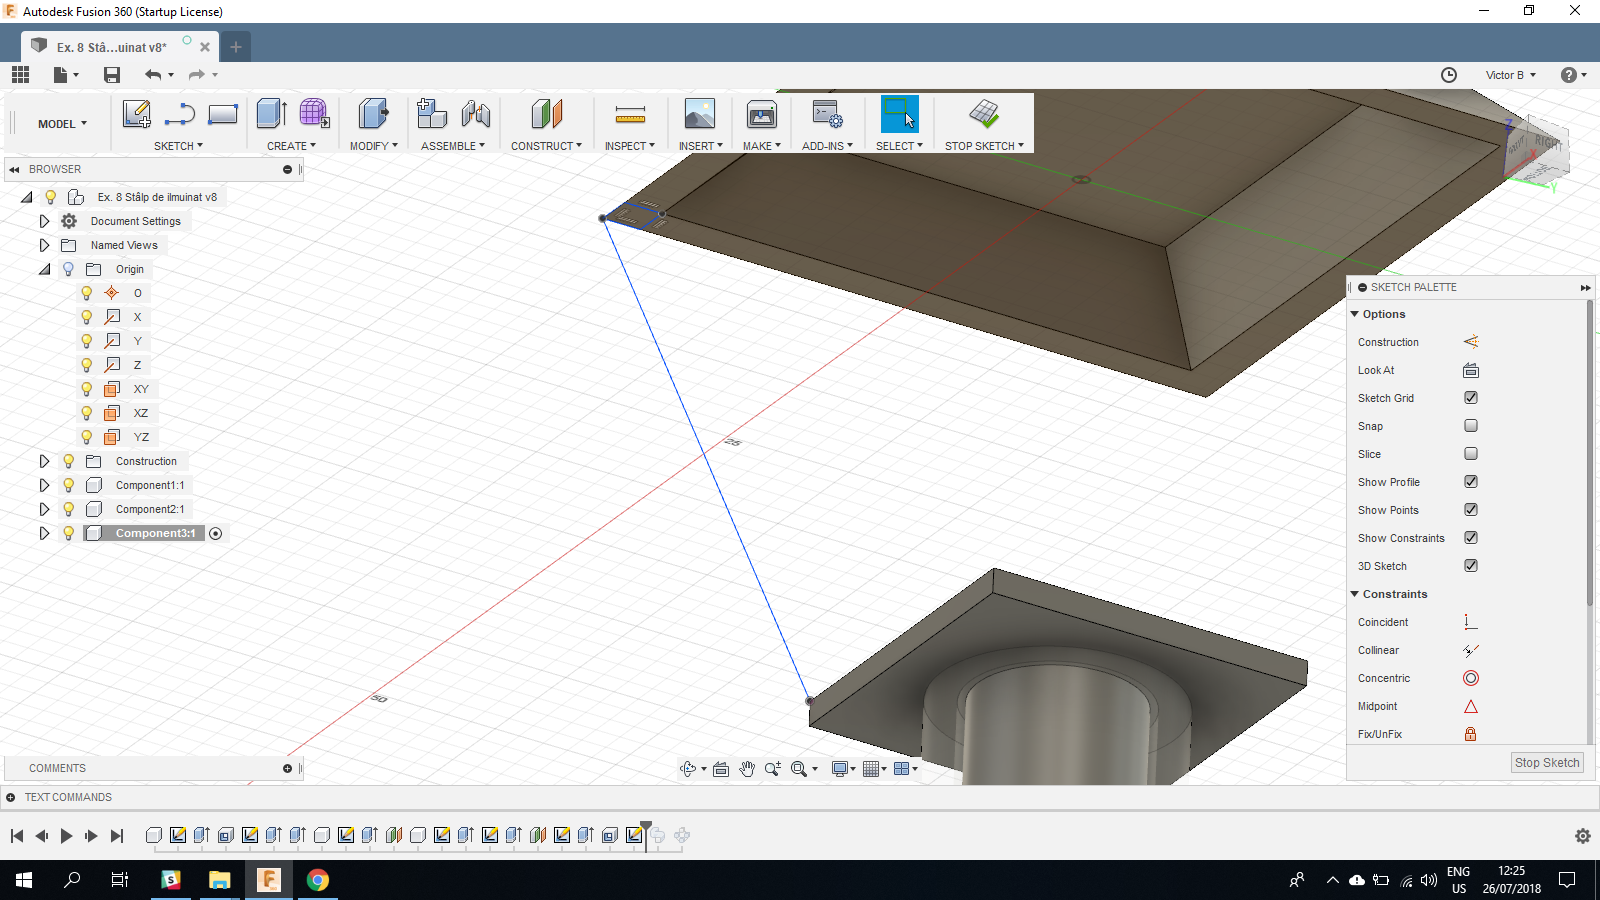 Autodesk Fusion 360 (Startup License)
Ex. 8 Stâ...uinat v8*
Victor B
MODEL
SKETCH
CREATE
MODIFY
ASSEMBLE
CONSTRUCT
INSPECT
INSERT
MAKE
ADD-INS
SELECT
STOP SKETCH
BROWSER
Ex. 8 Stâlp de ilmuinat v8
Document Settings
Named Views
Origin
O
X
Y
Z
XY
XZ
YZ
Construction
Component1:1
Component2:1
Component3:1
Z
RIGHT
X
Y
25
50
SKETCH PALETTE
Options
Construction
Look At
Sketch Grid
Snap
Slice
Show Profile
Show Points
Show Constraints
3D Sketch
Constraints
Coincident
Collinear
Concentric
Midpoint
Fix/UnFix
Stop Sketch
COMMENTS
TEXT COMMANDS
ENG
US
12:25
26/07/2018